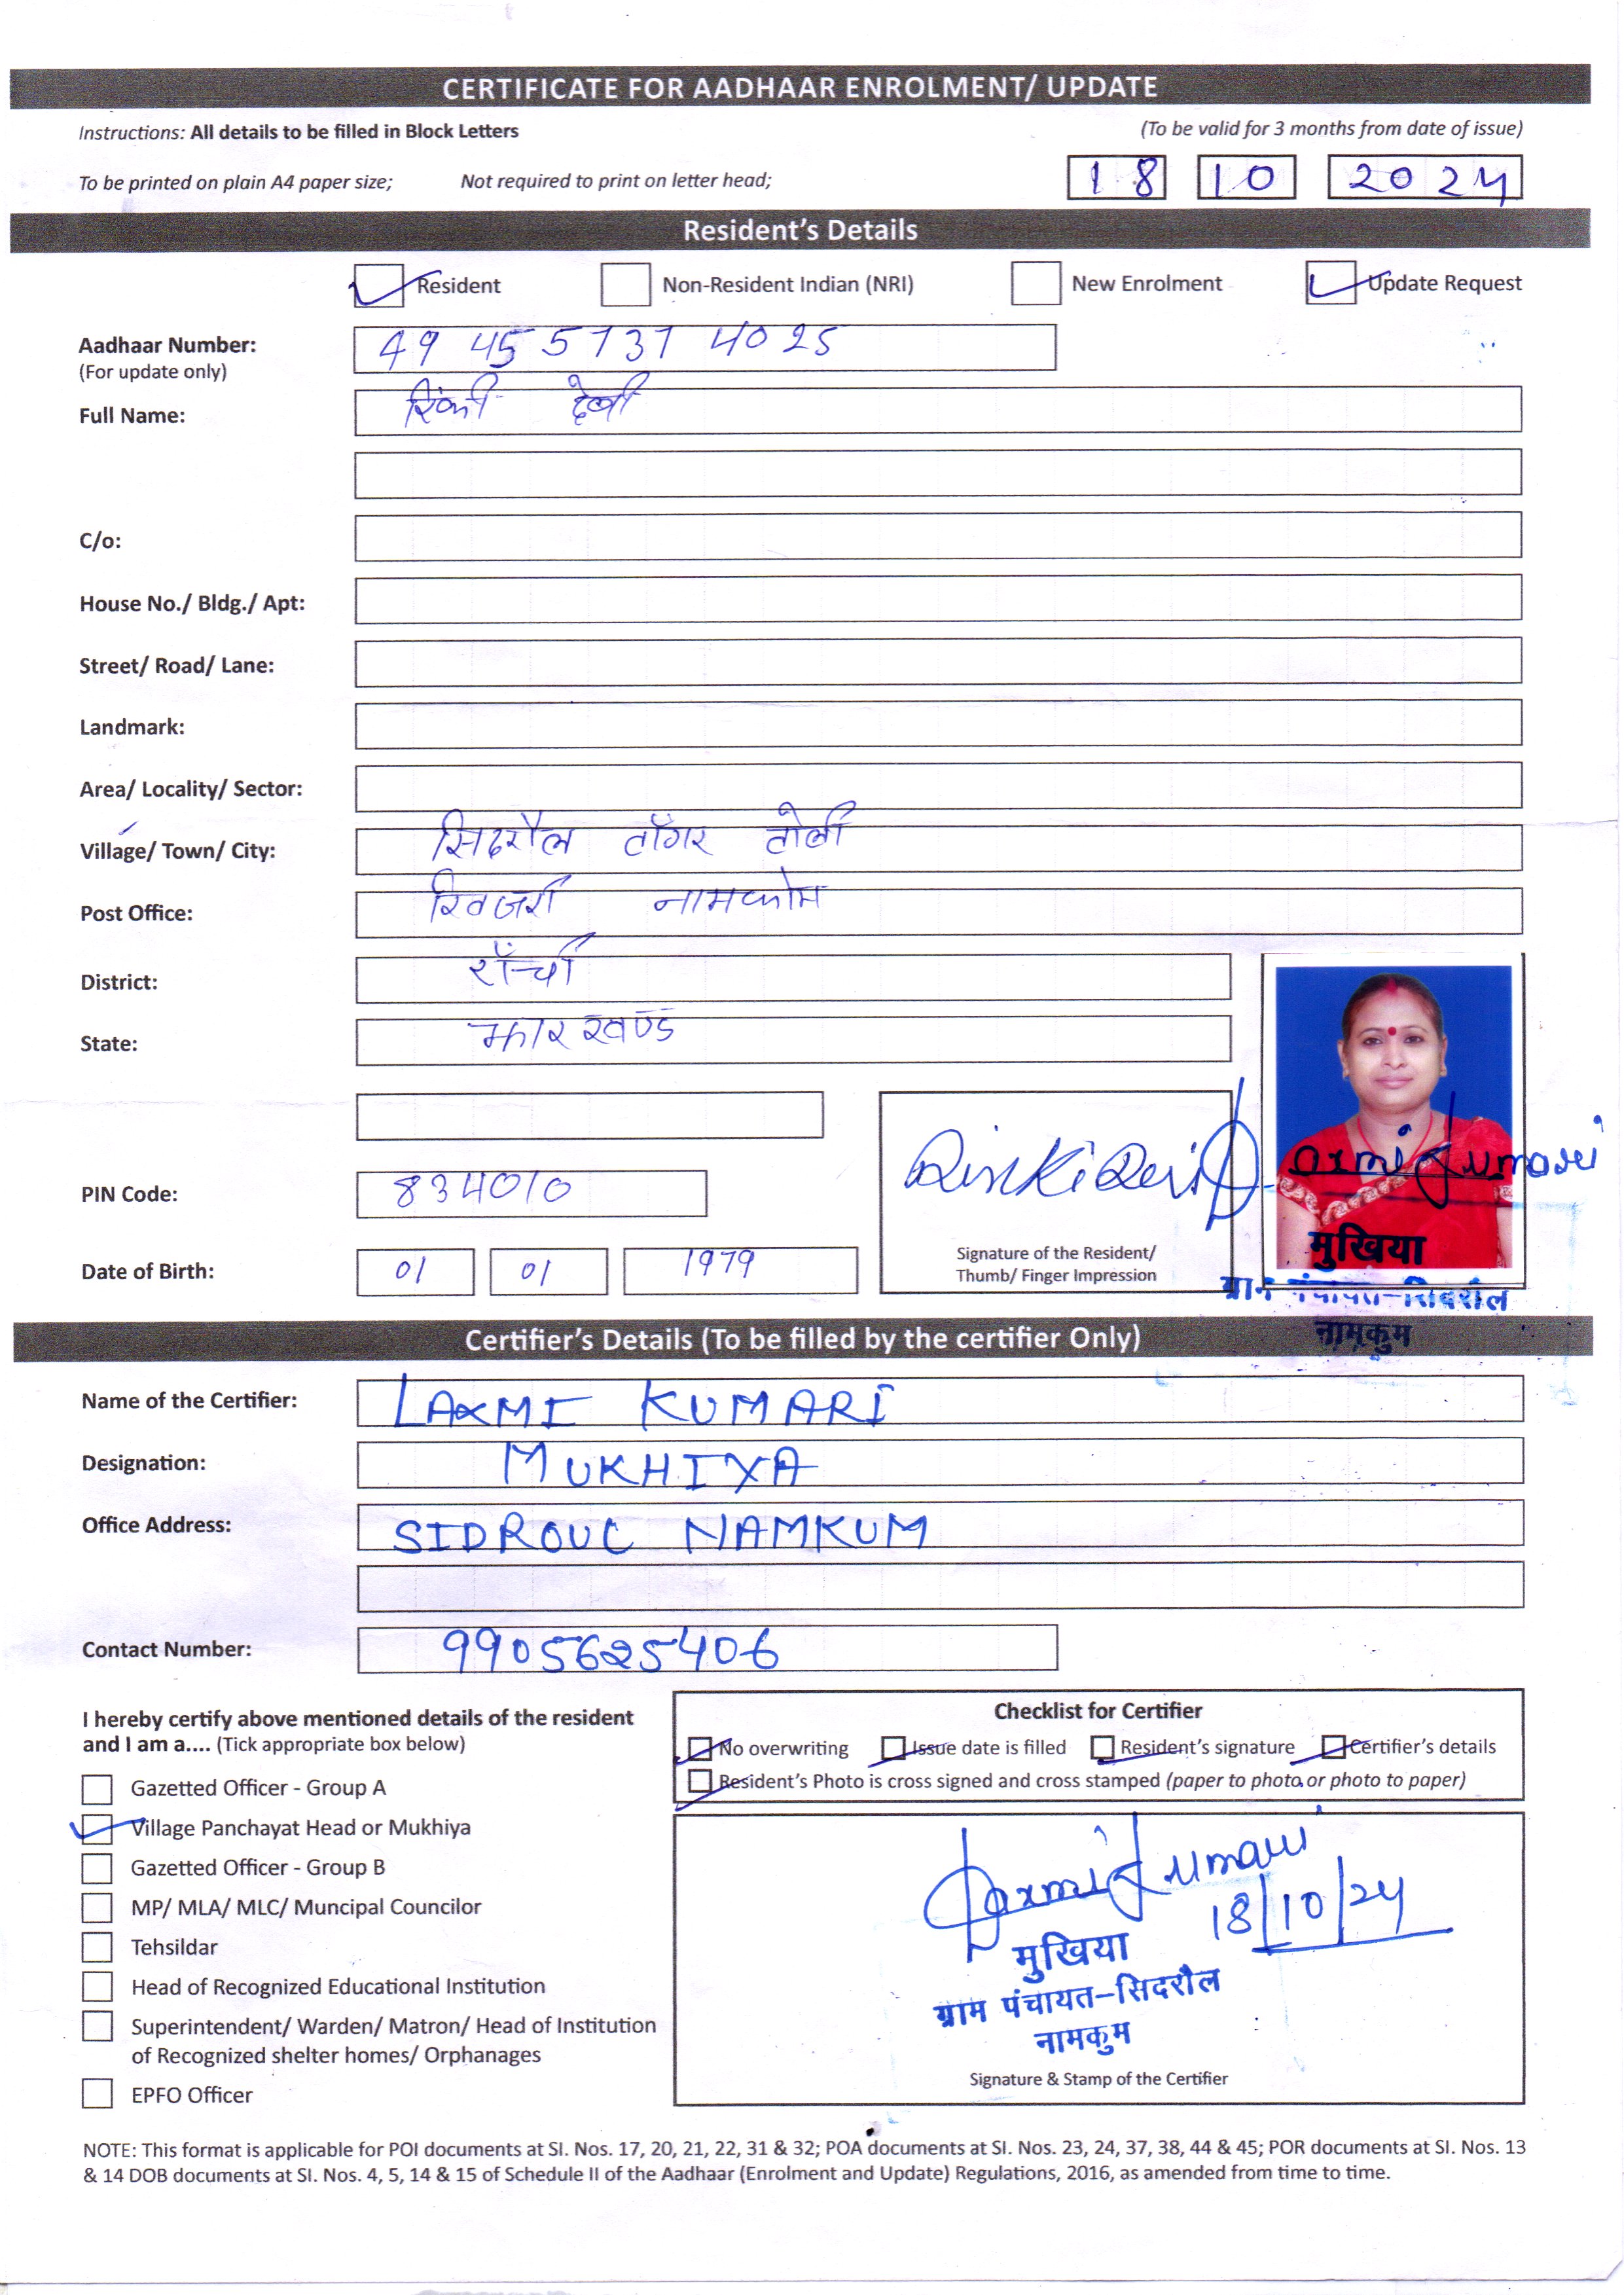 CERTIFICATE FOR AADHAAR ENROLMENT/ UPDATE
Instructions: All details to be filled in Block Letters
(To be valid for 3 months from date of issue)
To be printed on plain A4 paper size; Not required to print on letter head;
18 10 2024
Resident's Details
Resident Non-Resident Indian (NRI) New Enrolment Update Request
Aadhaar Number: 49 45 5737 4025
(For update only)
Full Name: रिंकी देवी
C/o:
House No./ Bldg./ Apt:
Street/ Road/ Lane:
Landmark:
Area/ Locality/ Sector:
Village/ Town/ City: सिदरौल टोंगर टोली
Post Office: खिजरी नामकोम
District: राँची
State: झारखण्ड
PIN Code: 834010
Rinki Devi
Laxmi Kumari
मुखिया
ग्राम पंचायत-सिदरौल
नामकुम
Signature of the Resident/
Thumb/ Finger Impression
Date of Birth: 01 01 1979
Certifier's Details (To be filled by the certifier Only)
Name of the Certifier: LAXMI KUMARI
Designation: MUKHIYA
Office Address: SIDROUL NAMKUM
Contact Number: 9905625406
I hereby certify above mentioned details of the resident
and I am a.... (Tick appropriate box below)
Gazetted Officer - Group A
Village Panchayat Head or Mukhiya
Gazetted Officer - Group B
MP/ MLA/ MLC/ Muncipal Councilor
Tehsildar
Head of Recognized Educational Institution
Superintendent/ Warden/ Matron/ Head of Institution
of Recognized shelter homes/ Orphanages
EPFO Officer
Checklist for Certifier
No overwriting Issue date is filled Resident's signature Certifier's details
Resident's Photo is cross signed and cross stamped (paper to photo or photo to paper)
Laxmi Kumari
18/10/24
मुखिया
ग्राम पंचायत-सिदरौल
नामकुम
Signature & Stamp of the Certifier
NOTE: This format is applicable for POI documents at SI. Nos. 17, 20, 21, 22, 31 & 32; POA documents at SI. Nos. 23, 24, 37, 38, 44 & 45; POR documents at SI. Nos. 13
& 14 DOB documents at SI. Nos. 4, 5, 14 & 15 of Schedule II of the Aadhaar (Enrolment and Update) Regulations, 2016, as amended from time to time.